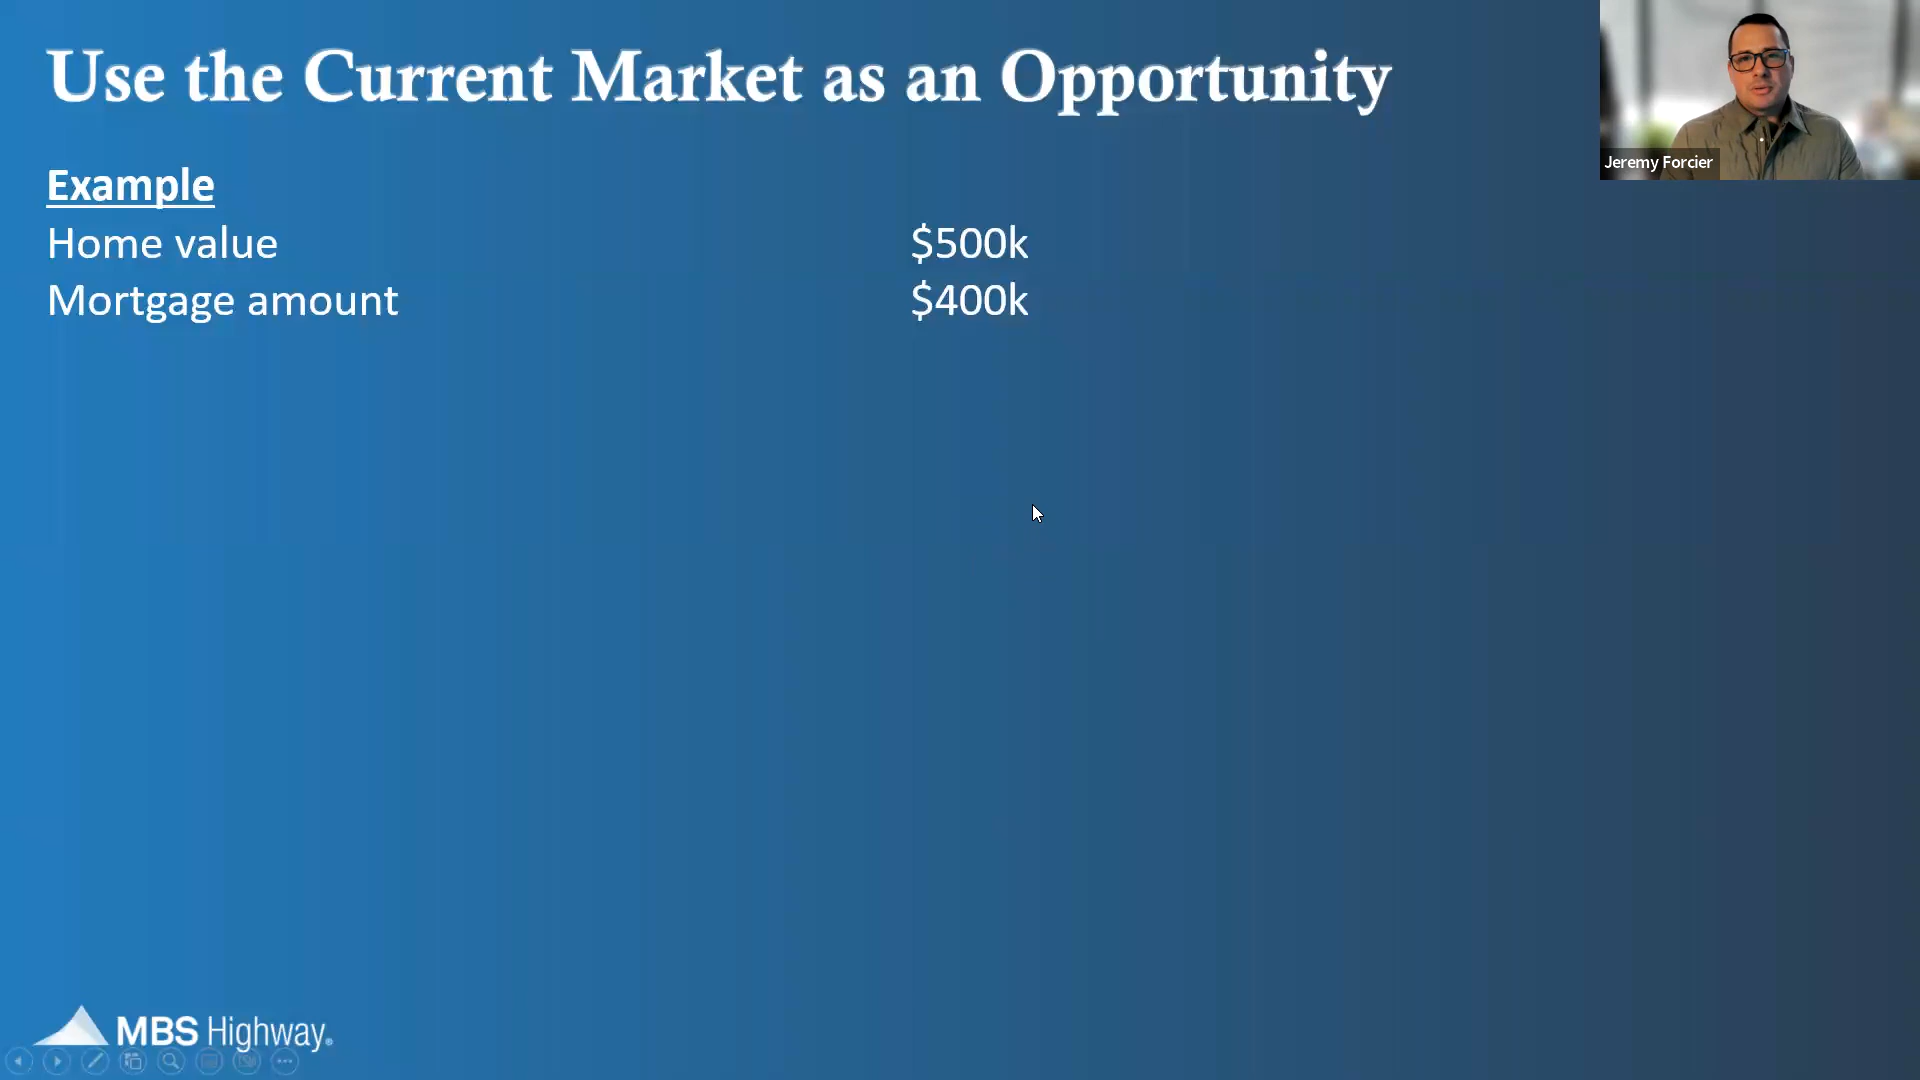 Use the Current Market as an Opportunity
Jeremy Forcier
Example
Home value $500k
Mortgage amount $400k
MBS Highway®